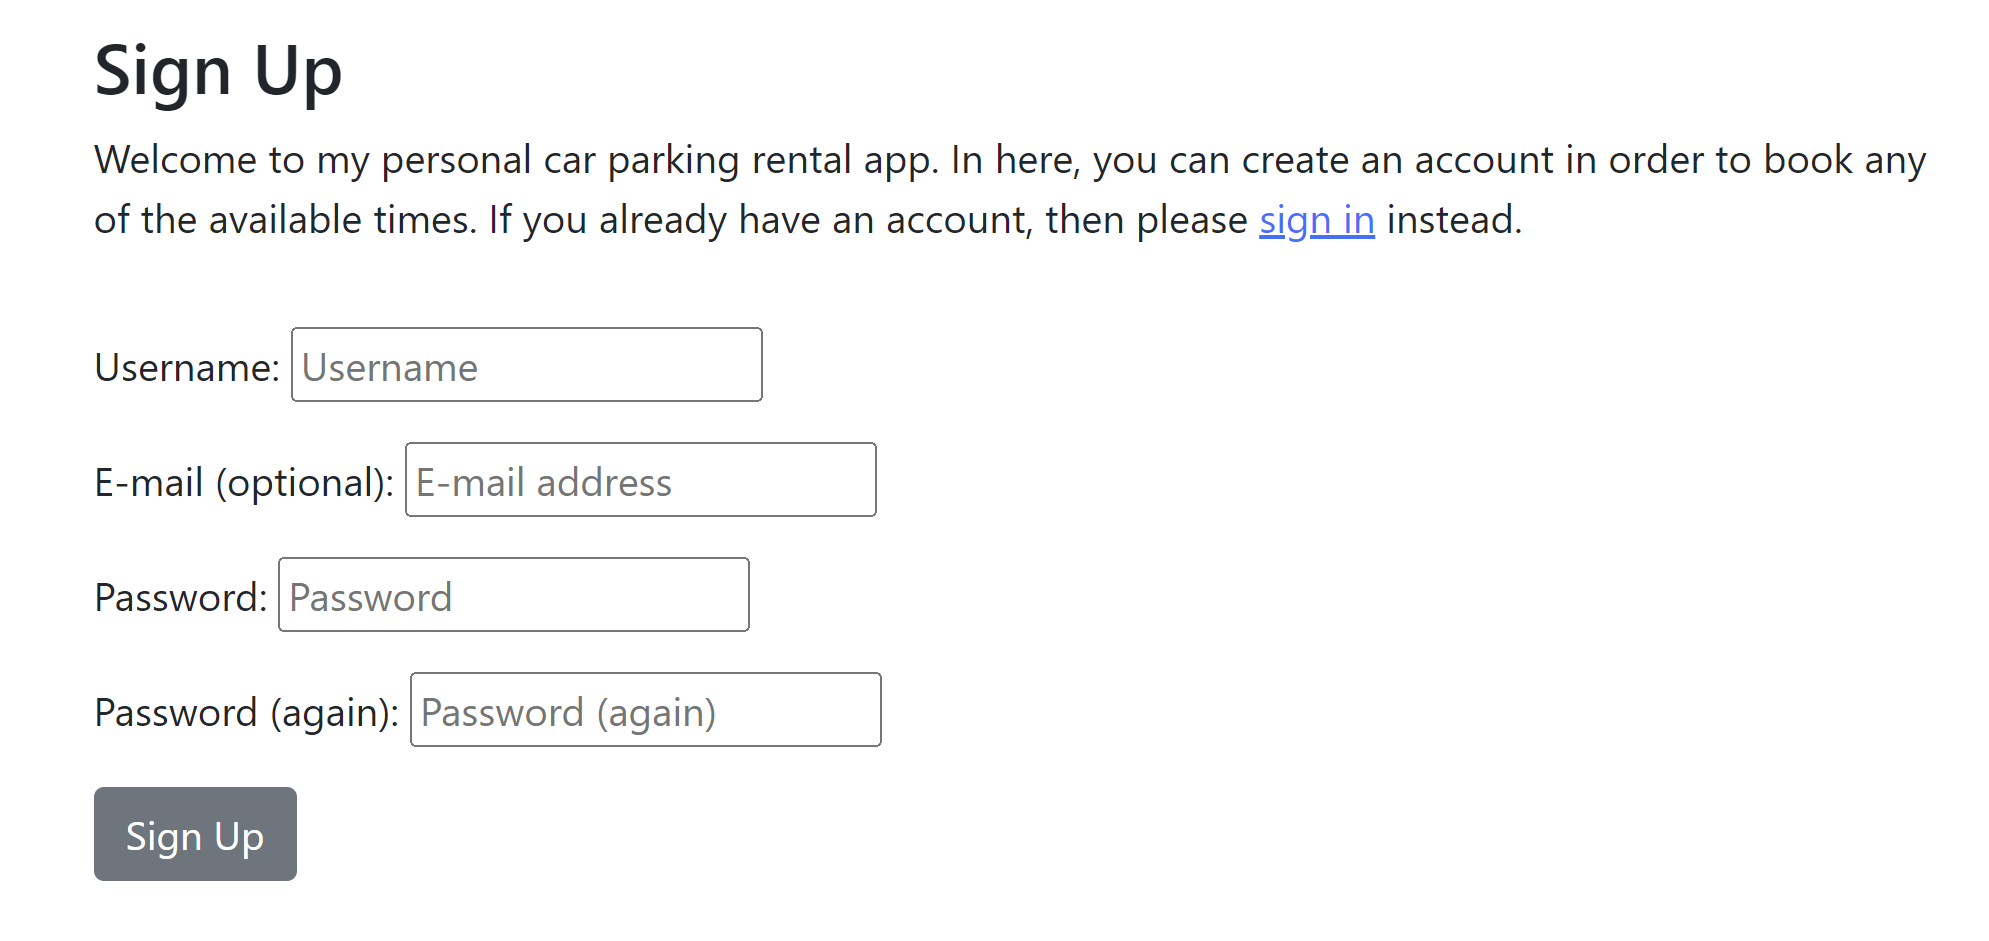 Sign Up
Welcome to my personal car parking rental app. In here, you can create an account in order to book any
of the available times. If you already have an account, then please sign in instead.
Username: Username
E-mail (optional): E-mail address
Password: Password
Password (again): Password (again)
Sign Up